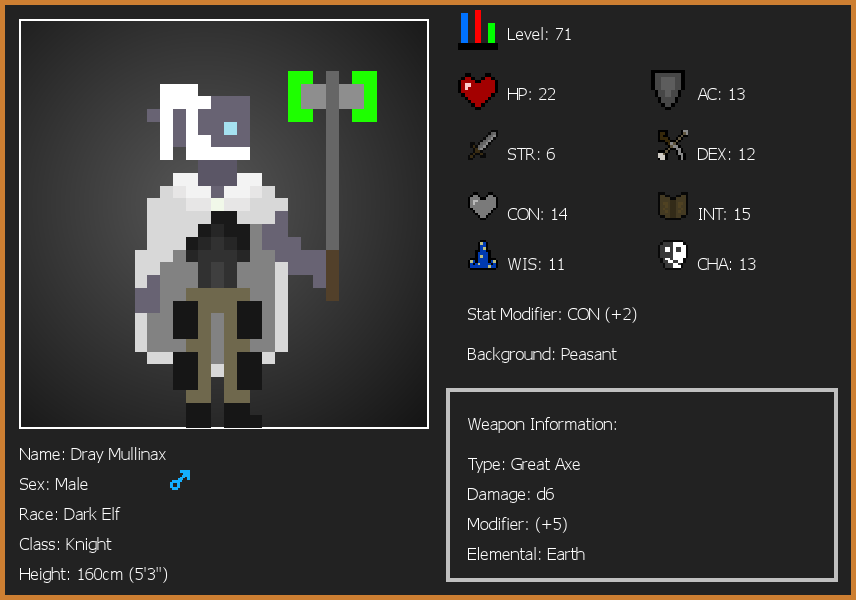 Level: 71
HP: 22
AC: 13
STR: 6
DEX: 12
CON: 14
INT: 15
WIS: 11
CHA: 13
Stat Modifier: CON (+2)
Background: Peasant
Weapon Information:
Type: Great Axe
Damage: d6
Modifier: (+5)
Elemental: Earth
Name: Dray Mullinax
Sex: Male
Race: Dark Elf
Class: Knight
Height: 160cm (5'3")